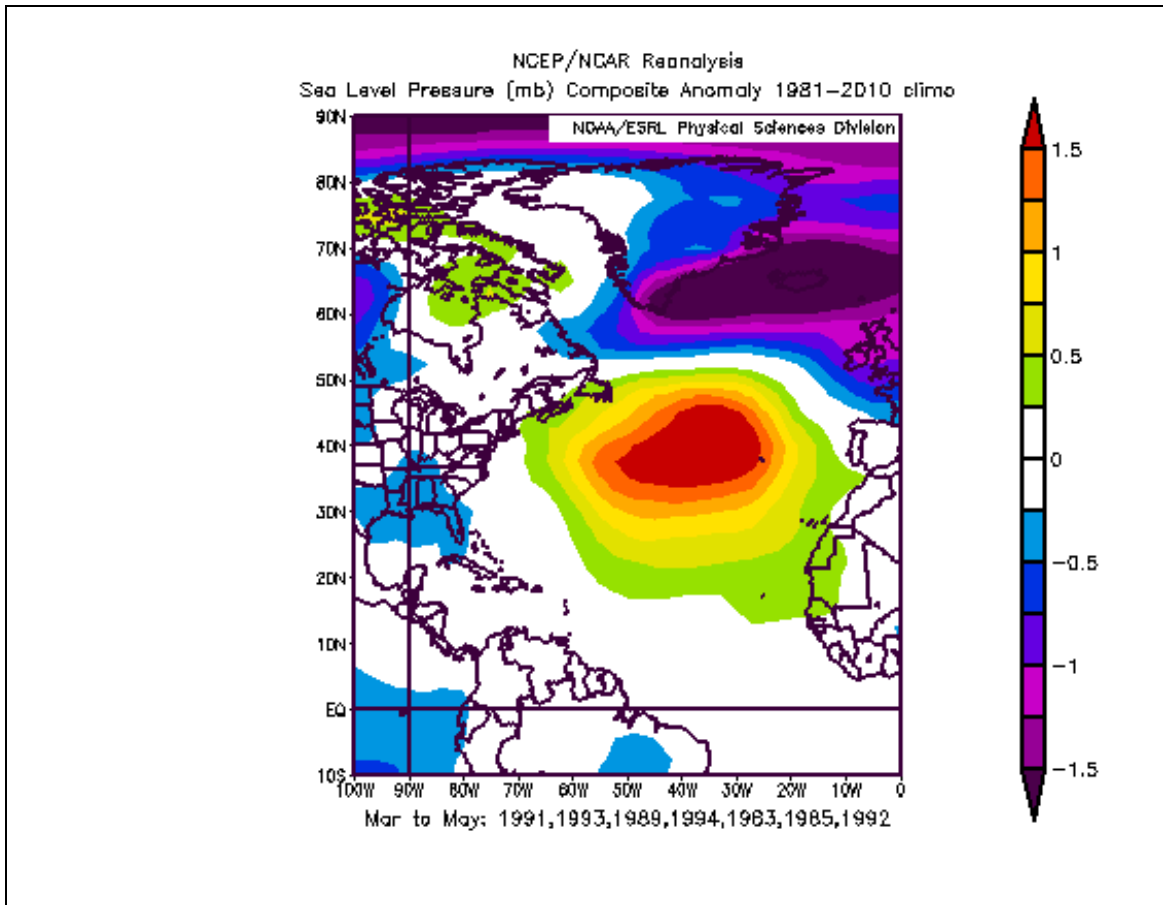 NCEP/NCAR Reanalysis
Sea Level Pressure (mb) Composite Anomaly 1981-2010 climo
NOAA/ESRL Physical Sciences Division
90N
80N
70N
60N
50N
40N
30N
20N
10N
EQ
10S
100W 90W 80W 70W 60W 50W 40W 30W 20W 10W 0
Mar to May: 1991,1993,1989,1994,1963,1985,1992
1.5
1
0.5
0
-0.5
-1
-1.5